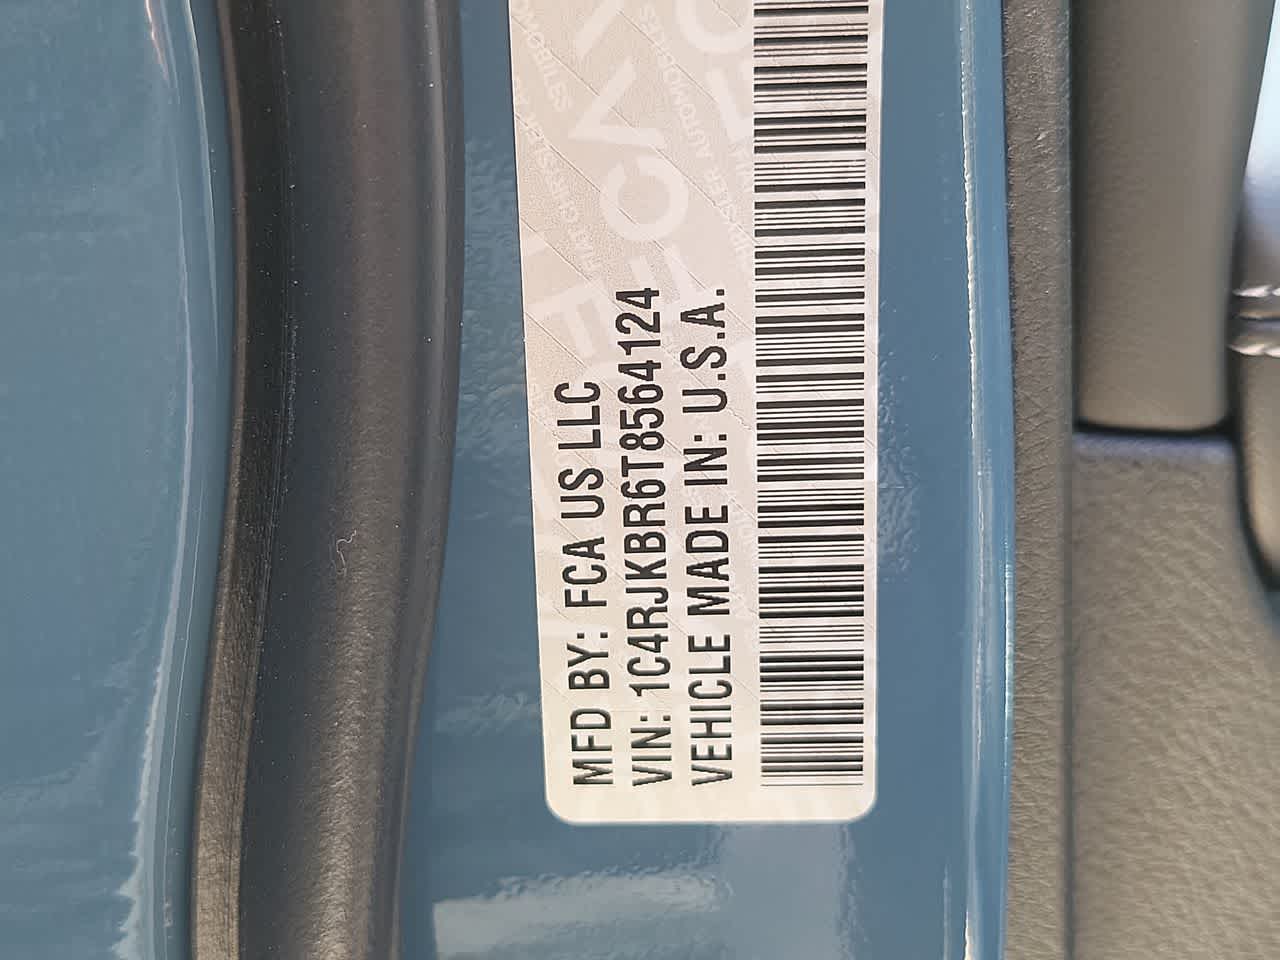 MFD BY: FCA US LLC
VIN: 1C4RJKBR6T8564124
VEHICLE MADE IN: U.S.A.